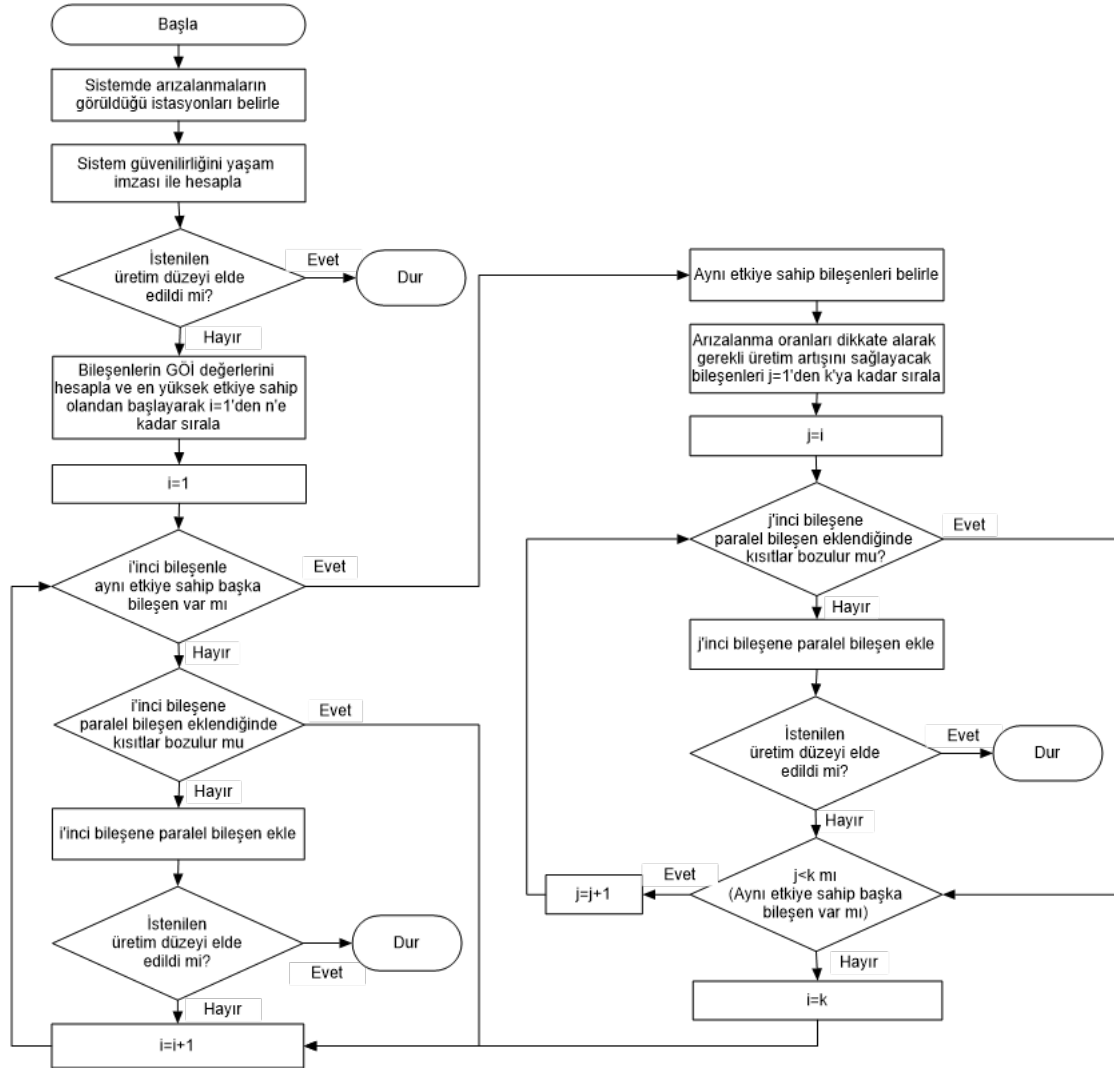 Başla
Sistemde arızalanmaların
görüldüğü istasyonları belirle
Sistem güvenilirliğini yaşam
imzası ile hesapla
İstenilen
üretim düzeyi elde
edildi mi?
Evet
Dur
Hayır
Bileşenlerin GÖİ değerlerini
hesapla ve en yüksek etkiye sahip
olandan başlayarak i=1'den n'e
kadar sırala
i=1
i'inci bileşenle
aynı etkiye sahip başka
bileşen var mı
Evet
Hayır
i'inci bileşene
paralel bileşen eklendiğinde
kısıtlar bozulur mu
Evet
Hayır
i'inci bileşene paralel bileşen ekle
İstenilen
üretim düzeyi elde
edildi mi?
Evet
Dur
Hayır
i=i+1
Aynı etkiye sahip bileşenleri belirle
Arızalanma oranları dikkate alarak
gerekli üretim artışını sağlayacak
bileşenleri j=1'den k'ya kadar sırala
j=i
j'inci bileşene
paralel bileşen eklendiğinde
kısıtlar bozulur mu?
Evet
Hayır
j'inci bileşene paralel bileşen ekle
İstenilen
üretim düzeyi elde
edildi mi?
Evet
Dur
Hayır
j<k mı
(Aynı etkiye sahip başka
bileşen var mı)
Evet
j=j+1
Hayır
i=k